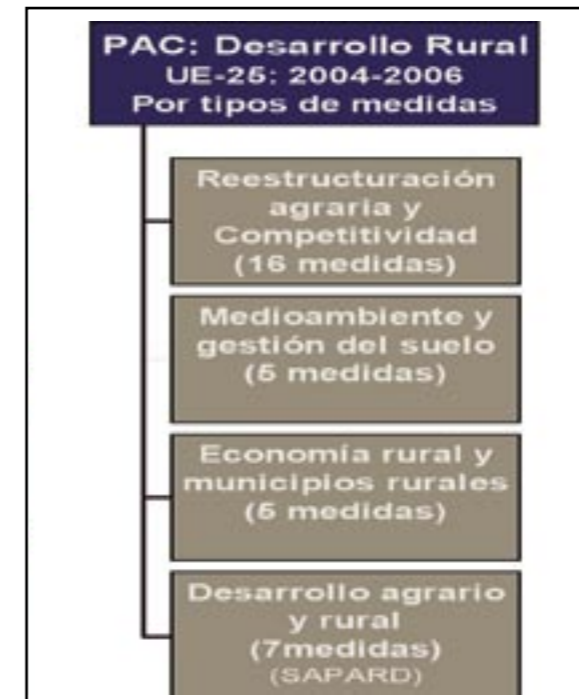 PAC: Desarrollo Rural
UE-25: 2004-2006
Por tipos de medidas
Reestructuración
agraria y
Competitividad
(16 medidas)
Medioambiente y
gestión del suelo
(5 medidas)
Economía rural y
municipios rurales
(5 medidas)
Desarrollo agrario
y rural
(7medidas)
(SAPARD)